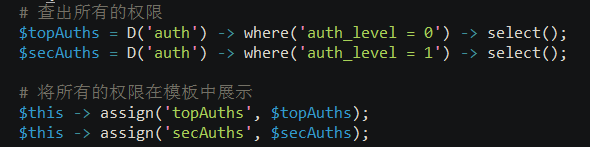 # 查出所有的权限
$topAuths = D('auth') -> where('auth_level = 0') -> select();
$secAuths = D('auth') -> where('auth_level = 1') -> select();
# 将所有的权限在模板中展示
$this -> assign('topAuths', $topAuths);
$this -> assign('secAuths', $secAuths);